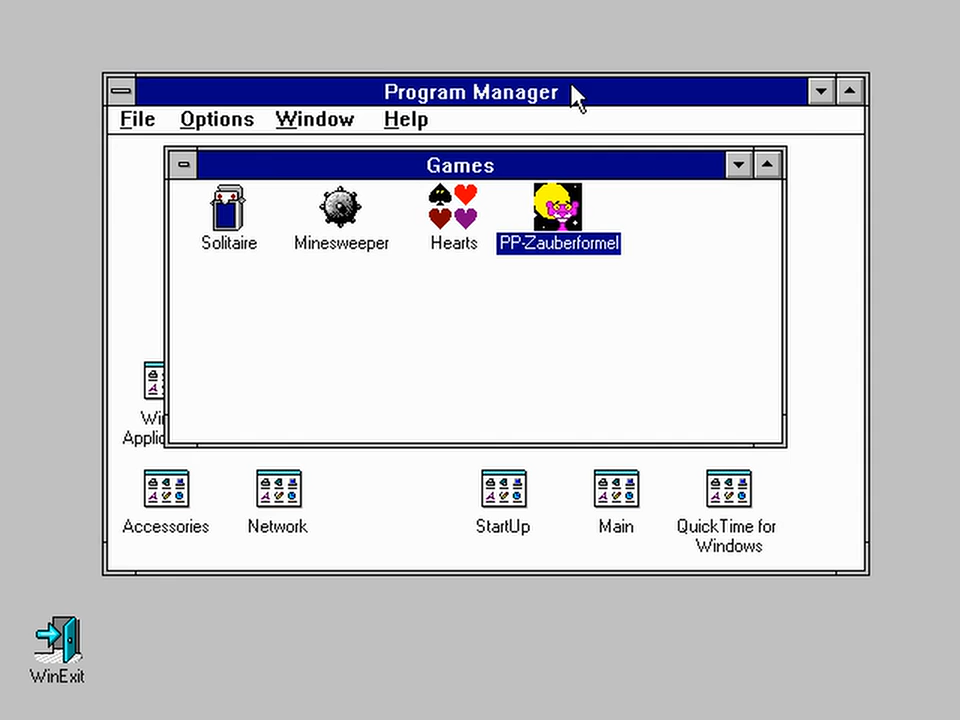 Program Manager
File Options Window Help
Games
Solitaire Minesweeper Hearts PP-Zauberformel
Accessories Network StartUp Main QuickTime for
Windows
WinExit